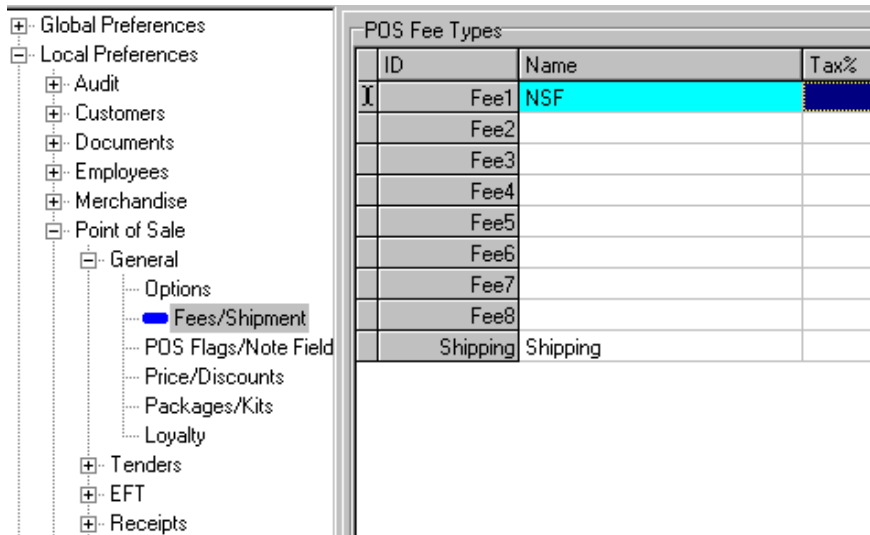 Global Preferences
Local Preferences
Audit
Customers
Documents
Employees
Merchandise
Point of Sale
General
Options
Fees/Shipment
POS Flags/Note Field
Price/Discounts
Packages/Kits
Loyalty
Tenders
EFT
Receipts
POS Fee Types
ID Name Tax%
Fee1 NSF
Fee2
Fee3
Fee4
Fee5
Fee6
Fee7
Fee8
Shipping Shipping